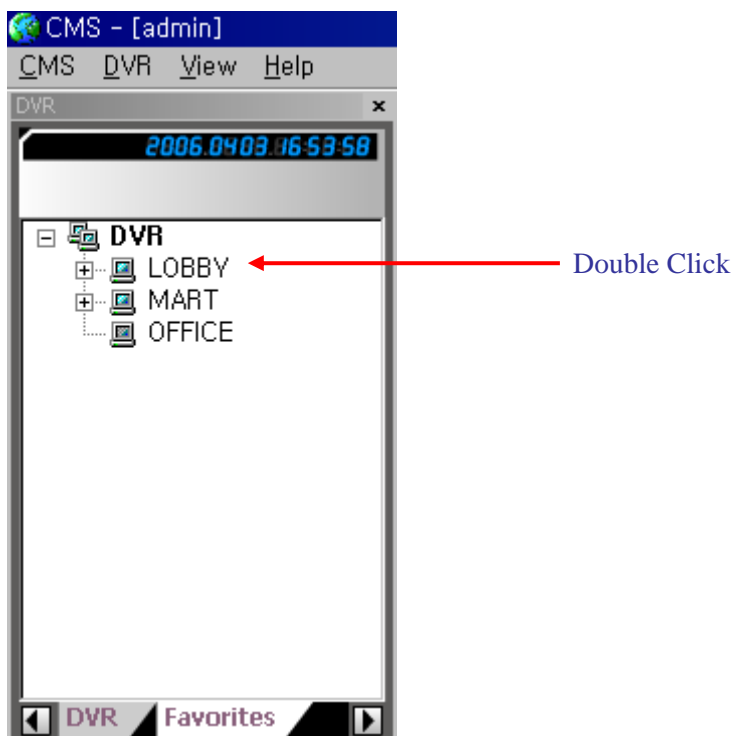 CMS - [admin]
CMS DVR View Help
DVR
2006.0403.16:53:58
DVR
LOBBY
Double Click
MART
OFFICE
DVR Favorites